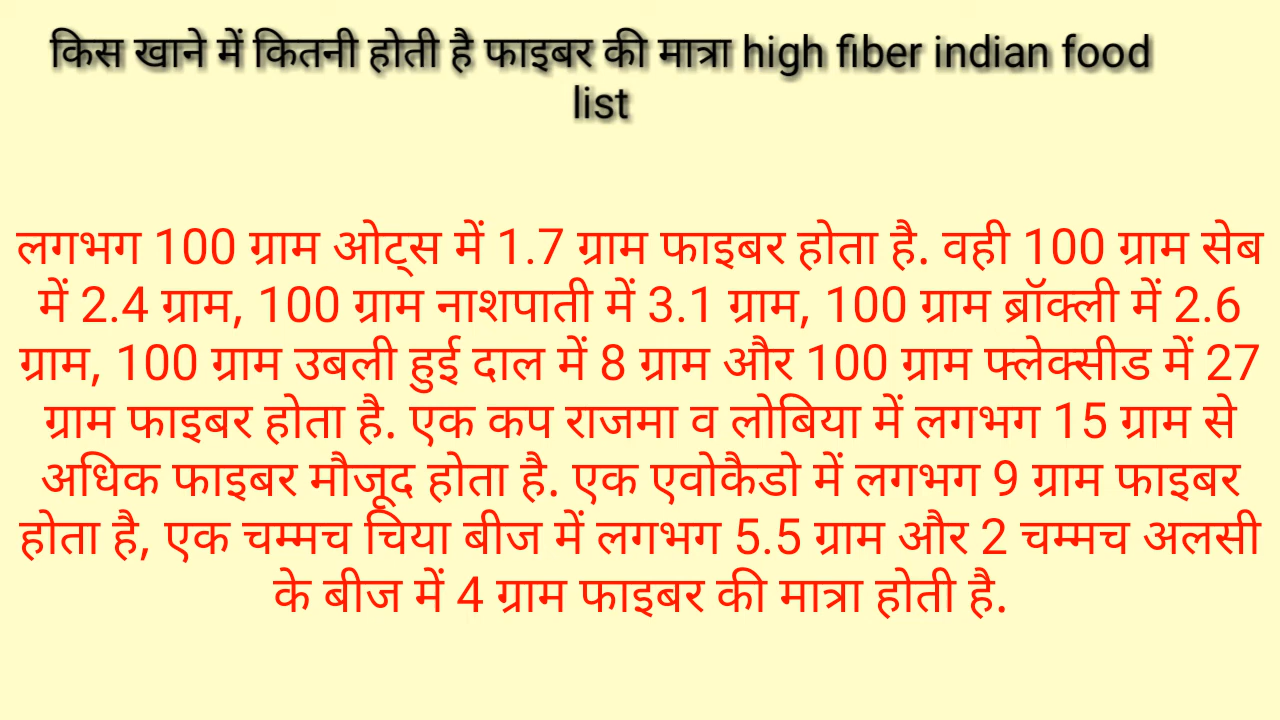 किस खाने में कितनी होती है फाइबर की मात्रा high fiber indian food
list
लगभग 100 ग्राम ओट्स में 1.7 ग्राम फाइबर होता है. वही 100 ग्राम सेब
में 2.4 ग्राम, 100 ग्राम नाशपाती में 3.1 ग्राम, 100 ग्राम ब्रॉक्ली में 2.6
ग्राम, 100 ग्राम उबली हुई दाल में 8 ग्राम और 100 ग्राम फ्लेक्सीड में 27
ग्राम फाइबर होता है. एक कप राजमा व लोबिया में लगभग 15 ग्राम से
अधिक फाइबर मौजूद होता है. एक एवोकैडो में लगभग 9 ग्राम फाइबर
होता है, एक चम्मच चिया बीज में लगभग 5.5 ग्राम और 2 चम्मच अलसी
के बीज में 4 ग्राम फाइबर की मात्रा होती है.